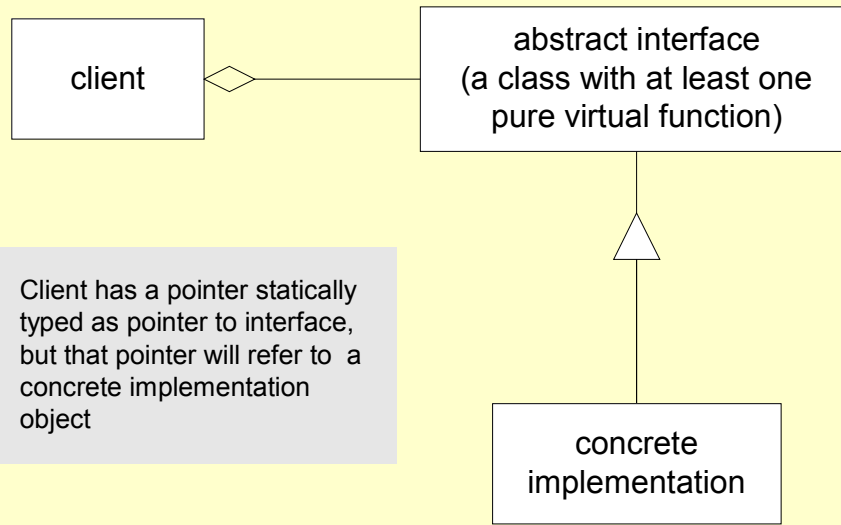 client
abstract interface
(a class with at least one
pure virtual function)
Client has a pointer statically
typed as pointer to interface,
but that pointer will refer to a
concrete implementation
object
concrete
implementation